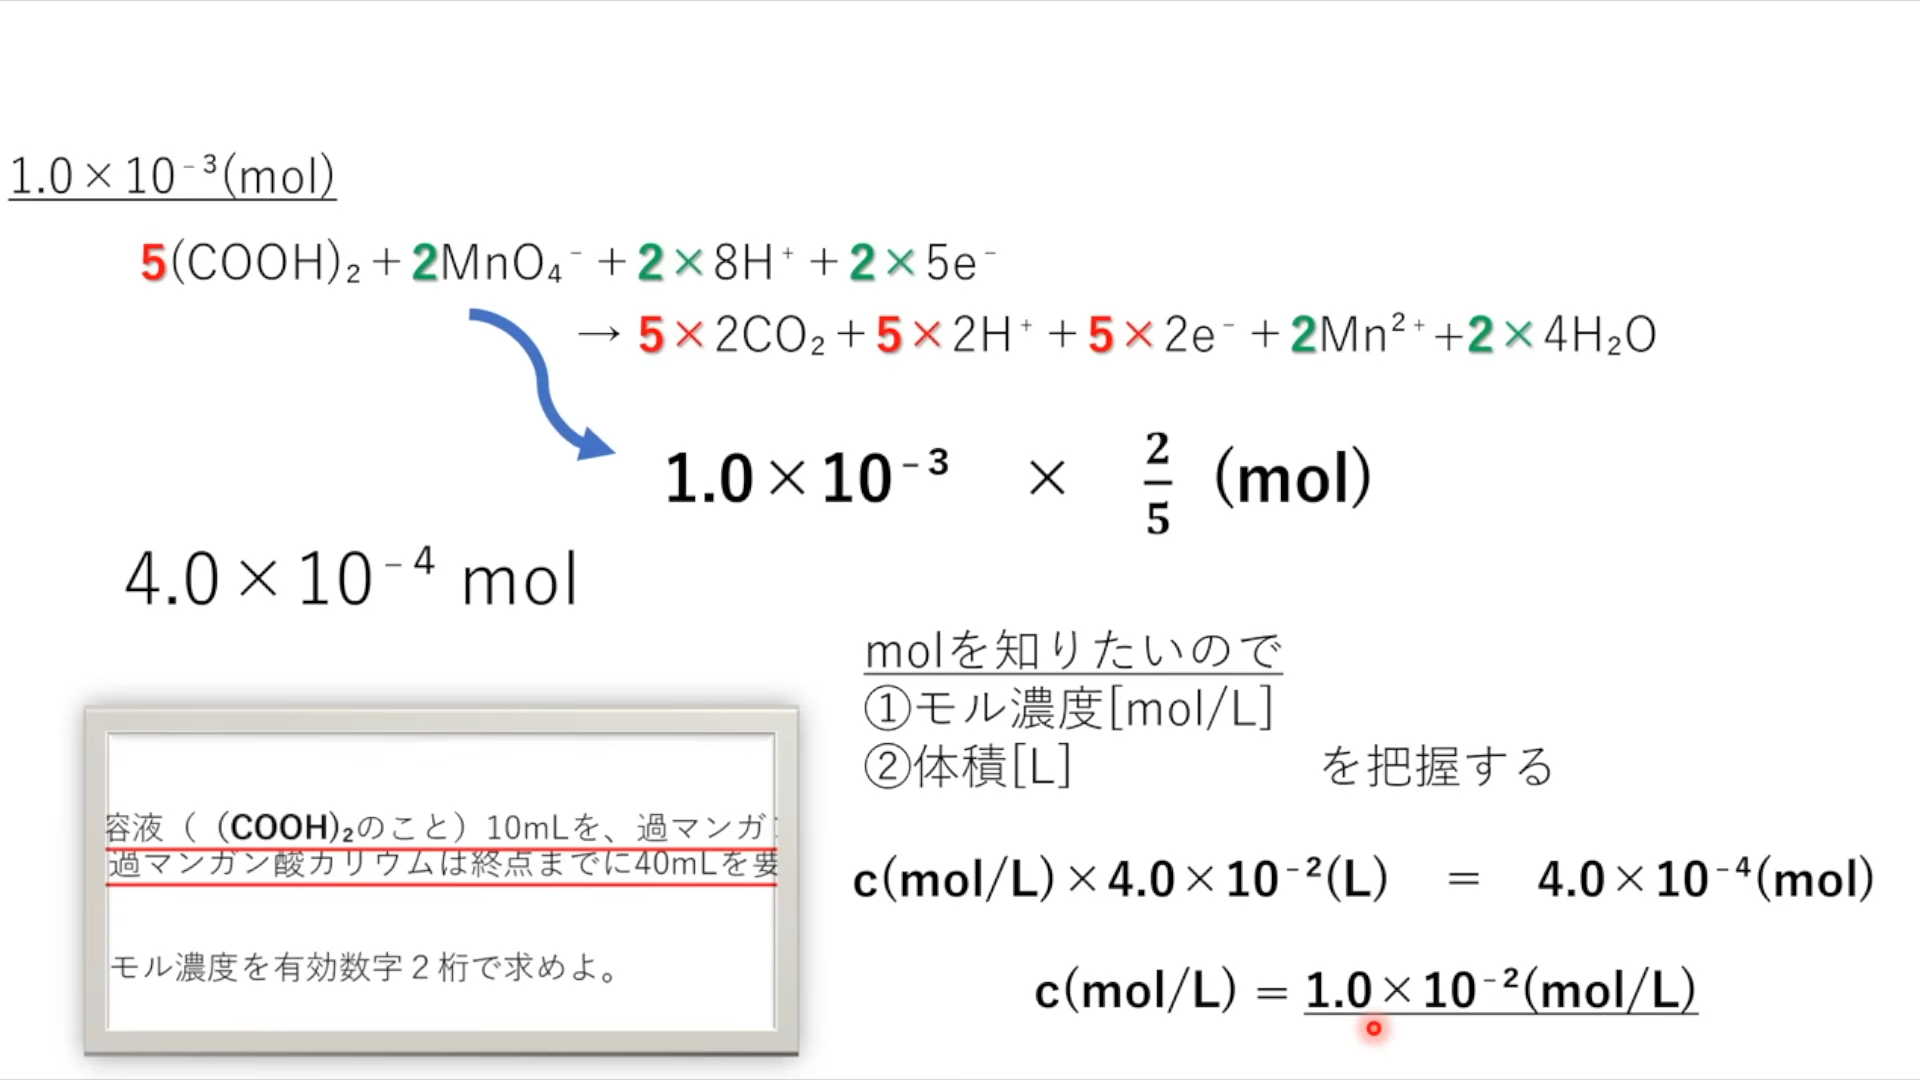 1.0×10⁻³(mol)
5(COOH)₂＋2MnO₄⁻＋2×8H⁺＋2×5e⁻
→5×2CO₂＋5×2H⁺＋5×2e⁻＋2Mn²⁺+2×4H₂O
1.0×10⁻³ × 2/5 (mol)
4.0×10⁻⁴ mol
molを知りたいので
①モル濃度[mol/L]
②体積[L] を把握する
容液（（COOH)₂のこと）10mLを、過マンガ
過マンガン酸カリウムは終点までに40mLを要
モル濃度を有効数字２桁で求めよ。
c(mol/L)×4.0×10⁻²(L) ＝ 4.0×10⁻⁴(mol)
c(mol/L)＝1.0×10⁻²(mol/L)